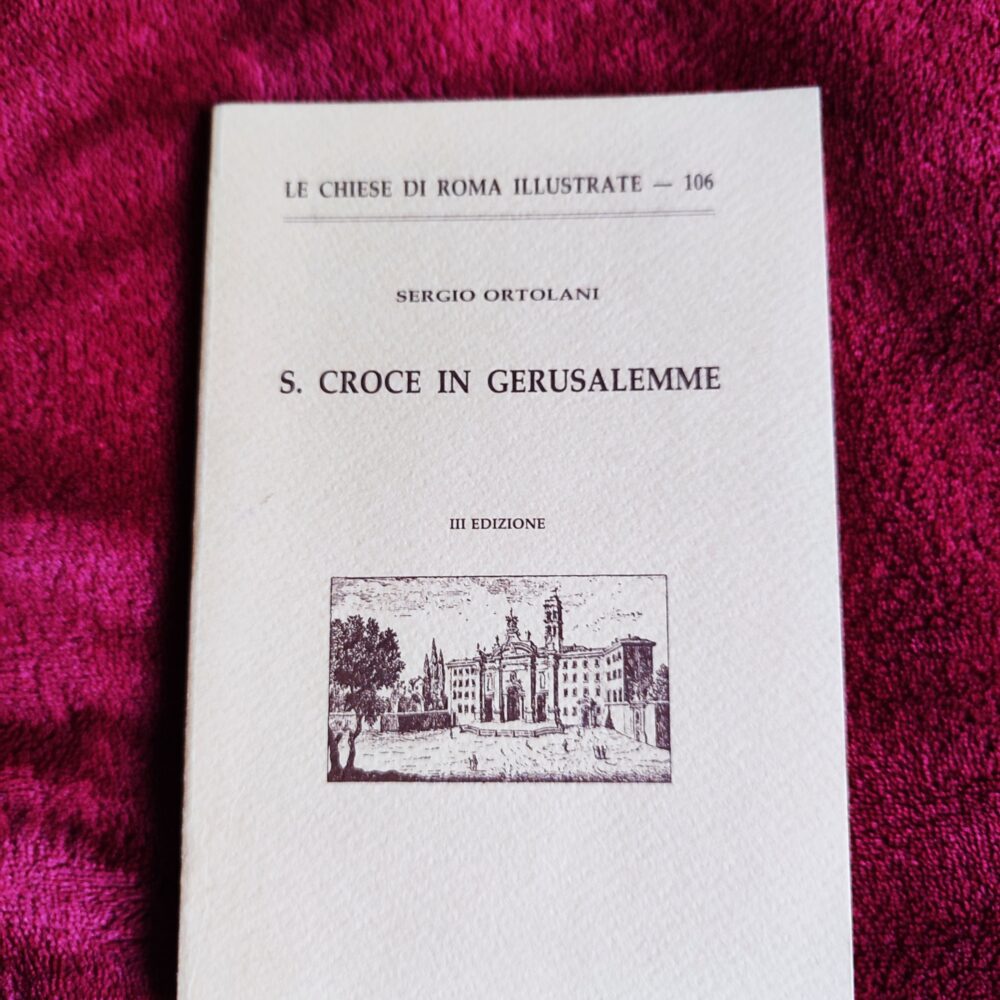 LE CHIESE DI ROMA ILLUSTRATE — 106
SERGIO ORTOLANI
S. CROCE IN GERUSALEMME
III EDIZIONE